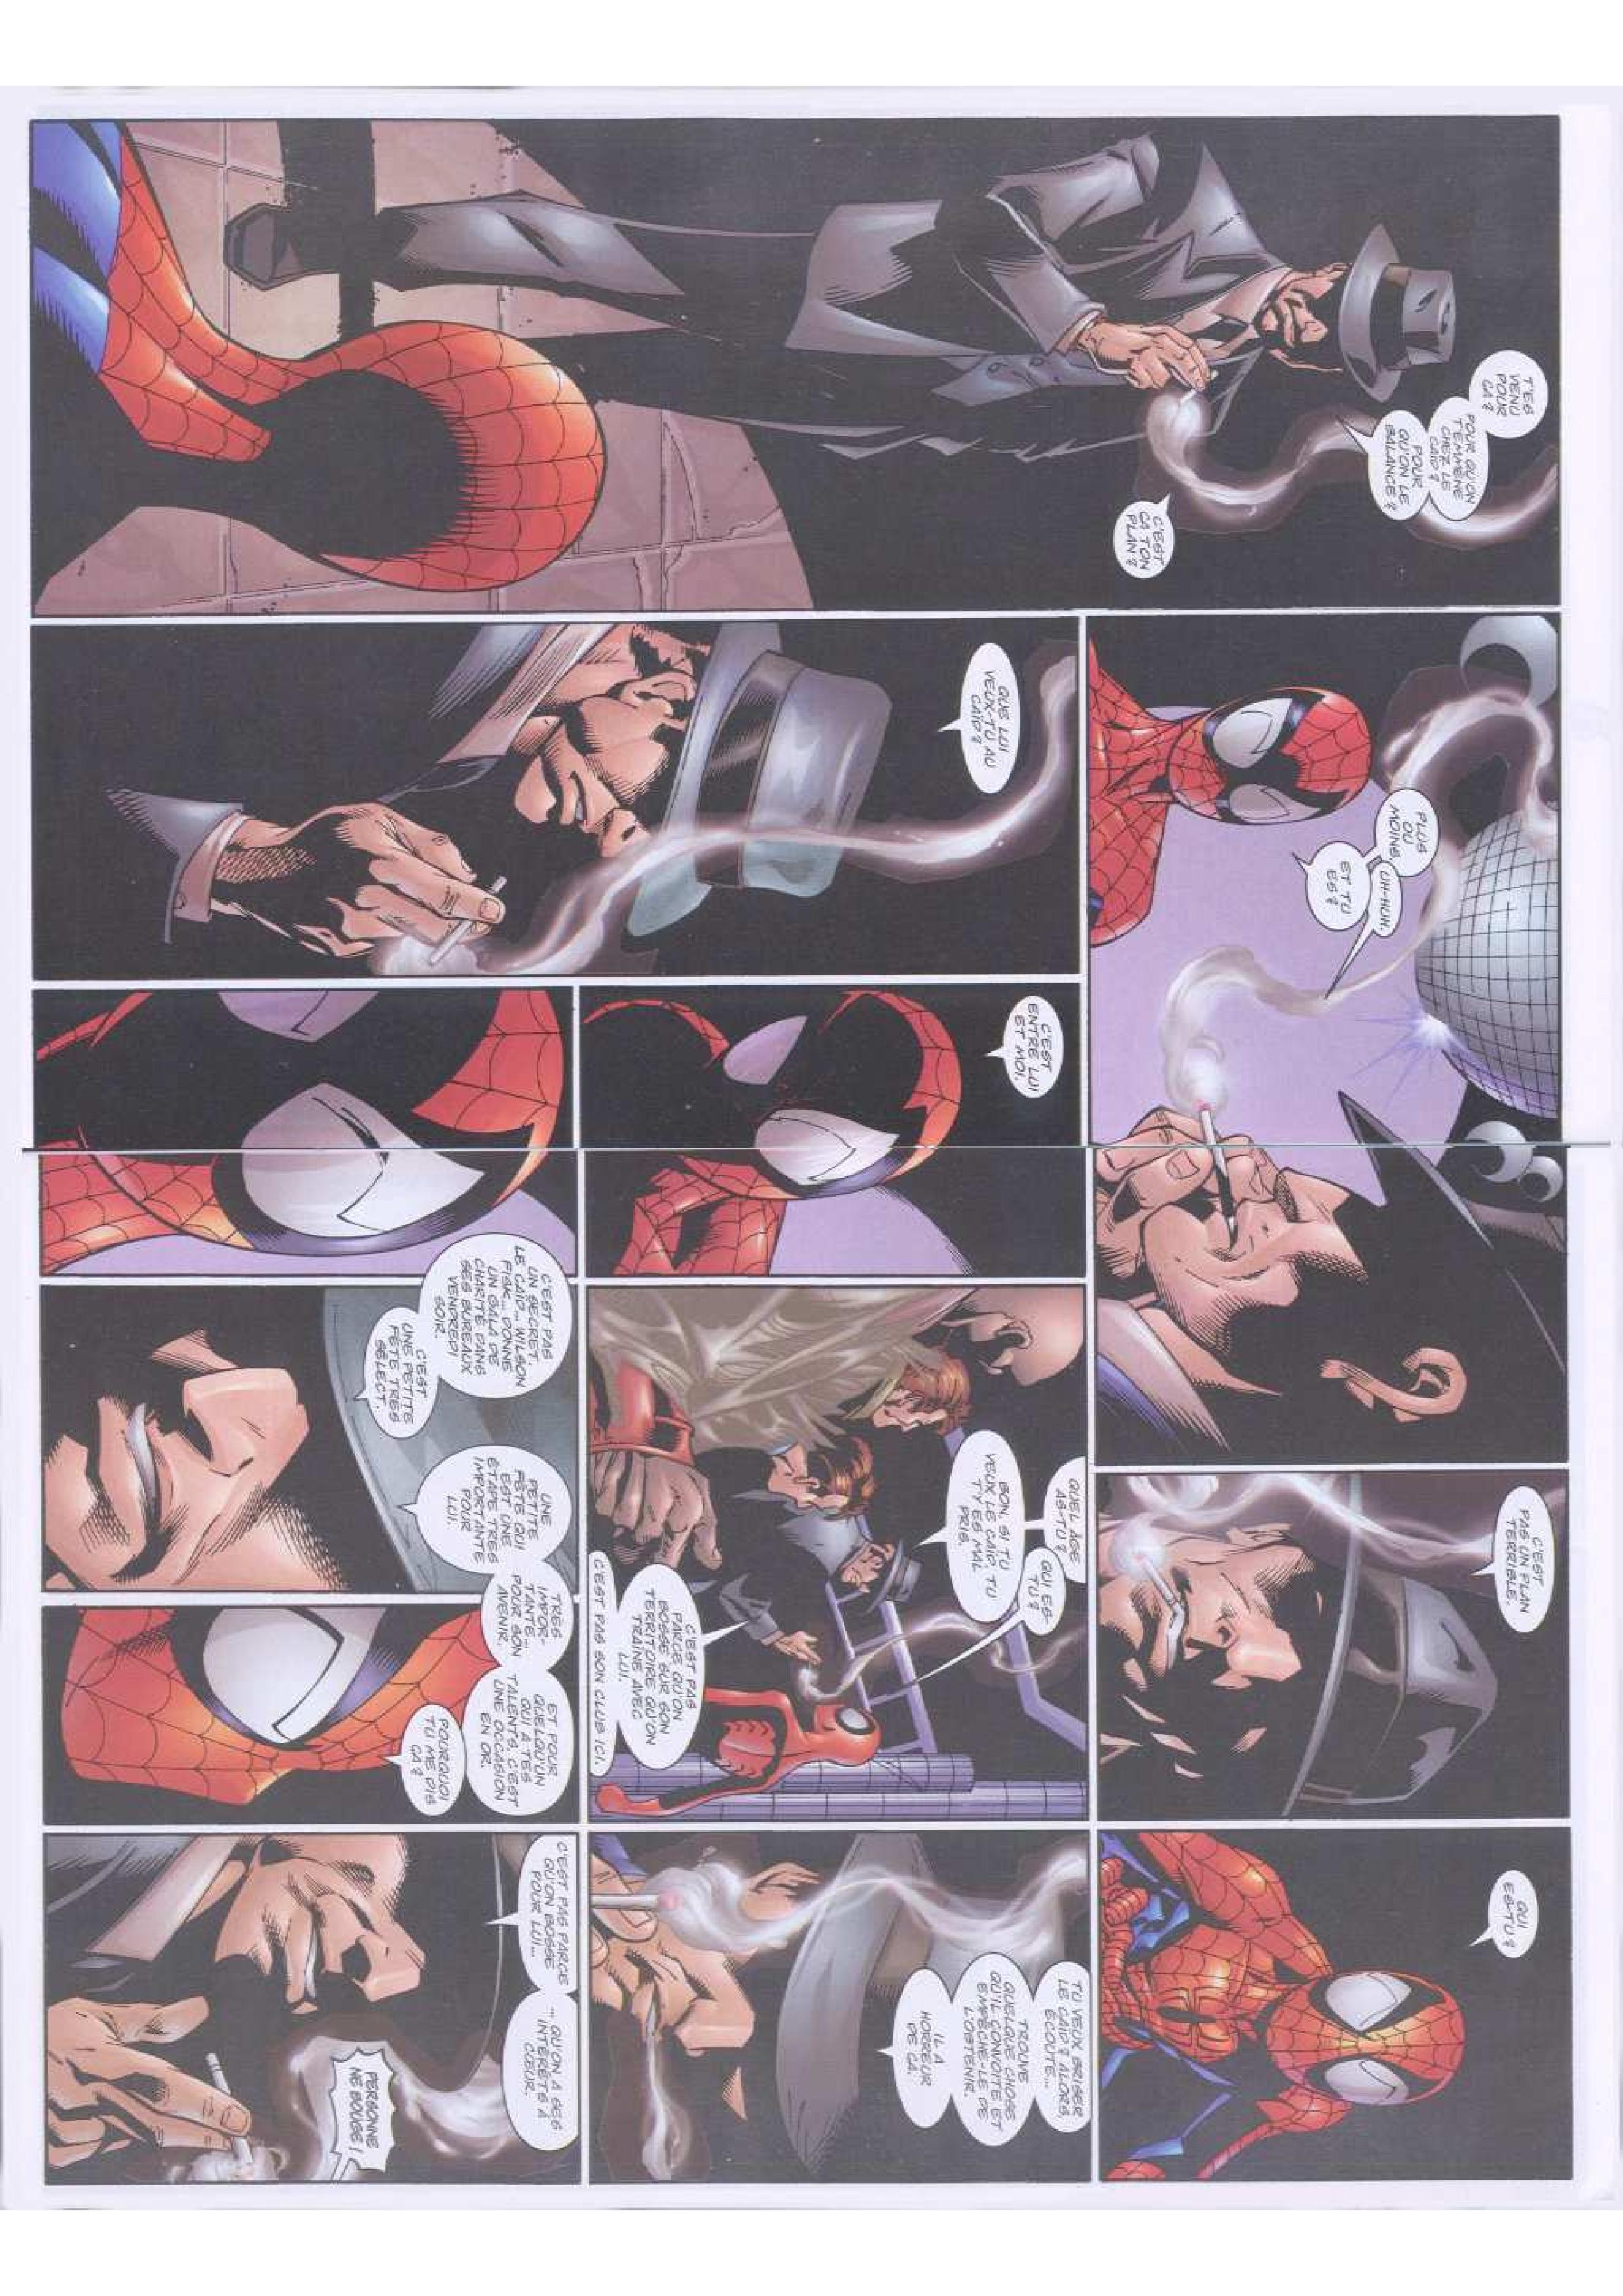 T'ES
VENU
POUR
ÇA ?
POUR QU'ON
T'EMMÈNE
CHEZ LE
CAÏD ?
POUR
QU'ON LE
BALANCE ?
C'EST
ÇA TON
PLAN ?
PLUS
OU
MOINS.
UH-HUH.
ET TU
ES ?
C'EST
PAS UN PLAN
TERRIBLE.
QUI
ES-TU ?
QUE LUI
VEUX-TU AU
CAÏD ?
C'EST
ENTRE LUI
ET MOI.
QUEL ÂGE
AS-TU ?
QUI ES-
TU ?
BON, SI TU
VEUX LE CAÏD, TU
T'Y ES MAL
PRIS.
C'EST PAS
PARCE QU'ON
BOSSE SUR SON
TERRITOIRE QU'ON
TRAÎNE AVEC
LUI.
C'EST PAS SON CLUB ICI.
TU VEUX BRISER
LE CAÏD ? ALORS,
ÉCOUTE...
TROUVE
QUELQUE CHOSE
QU'IL CONVOITE ET
EMPÊCHE-LE DE
L'OBTENIR.
IL A
HORREUR
DE ÇA.
C'EST PAS
UN SECRET.
LE CAÏD... WILSON
FISK... DONNE
UN GALA DE
CHARITÉ DANS
SES BUREAUX
VENDREDI
SOIR.
C'EST
UNE PETITE
FÊTE TRÈS
SÉLECT.
UNE
PETITE
FÊTE QUI
EST UNE
ÉTAPE TRÈS
IMPORTANTE
POUR
LUI.
TRÈS
IMPOR-
TANTE...
POUR SON
AVENIR.
ET POUR
QUELQU'UN
QUI A TES
TALENTS, C'EST
UNE OCCASION
EN OR.
POURQUOI
TU ME DIS
ÇA ?
C'EST PAS PARCE
QU'ON BOSSE
POUR LUI...
... QU'ON A SES
INTÉRÊTS À
CŒUR.
PERSONNE
NE BOUGE !